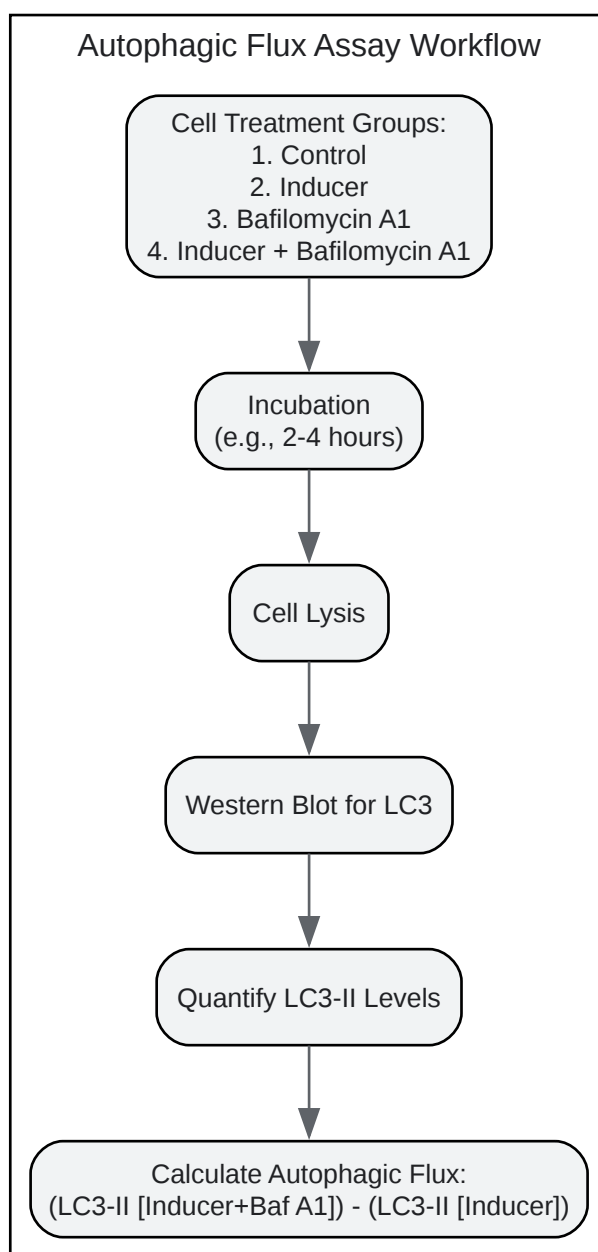 Autophagic Flux Assay Workflow
Cell Treatment Groups:
1. Control
2. Inducer
3. Bafilomycin A1
4. Inducer + Bafilomycin A1
Incubation
(e.g., 2-4 hours)
Cell Lysis
Western Blot for LC3
Quantify LC3-II Levels
Calculate Autophagic Flux:
(LC3-II [Inducer+Baf A1]) - (LC3-II [Inducer])